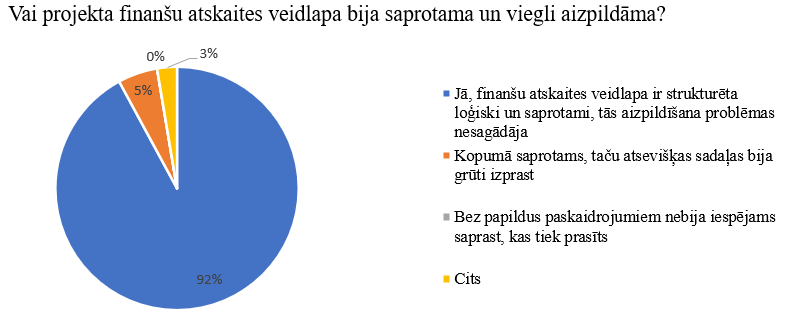 Vai projekta finanšu atskaites veidlapa bija saprotama un viegli aizpildāma?
0%
3%
5%
92%
Jā, finanšu atskaites veidlapa ir strukturēta
loģiski un saprotami, tās aizpildīšana problēmas
nesagādāja
Kopumā saprotams, taču atsevišķas sadaļas bija
grūti izprast
Bez papildus paskaidrojumiem nebija iespējams
saprast, kas tiek prasīts
Cits